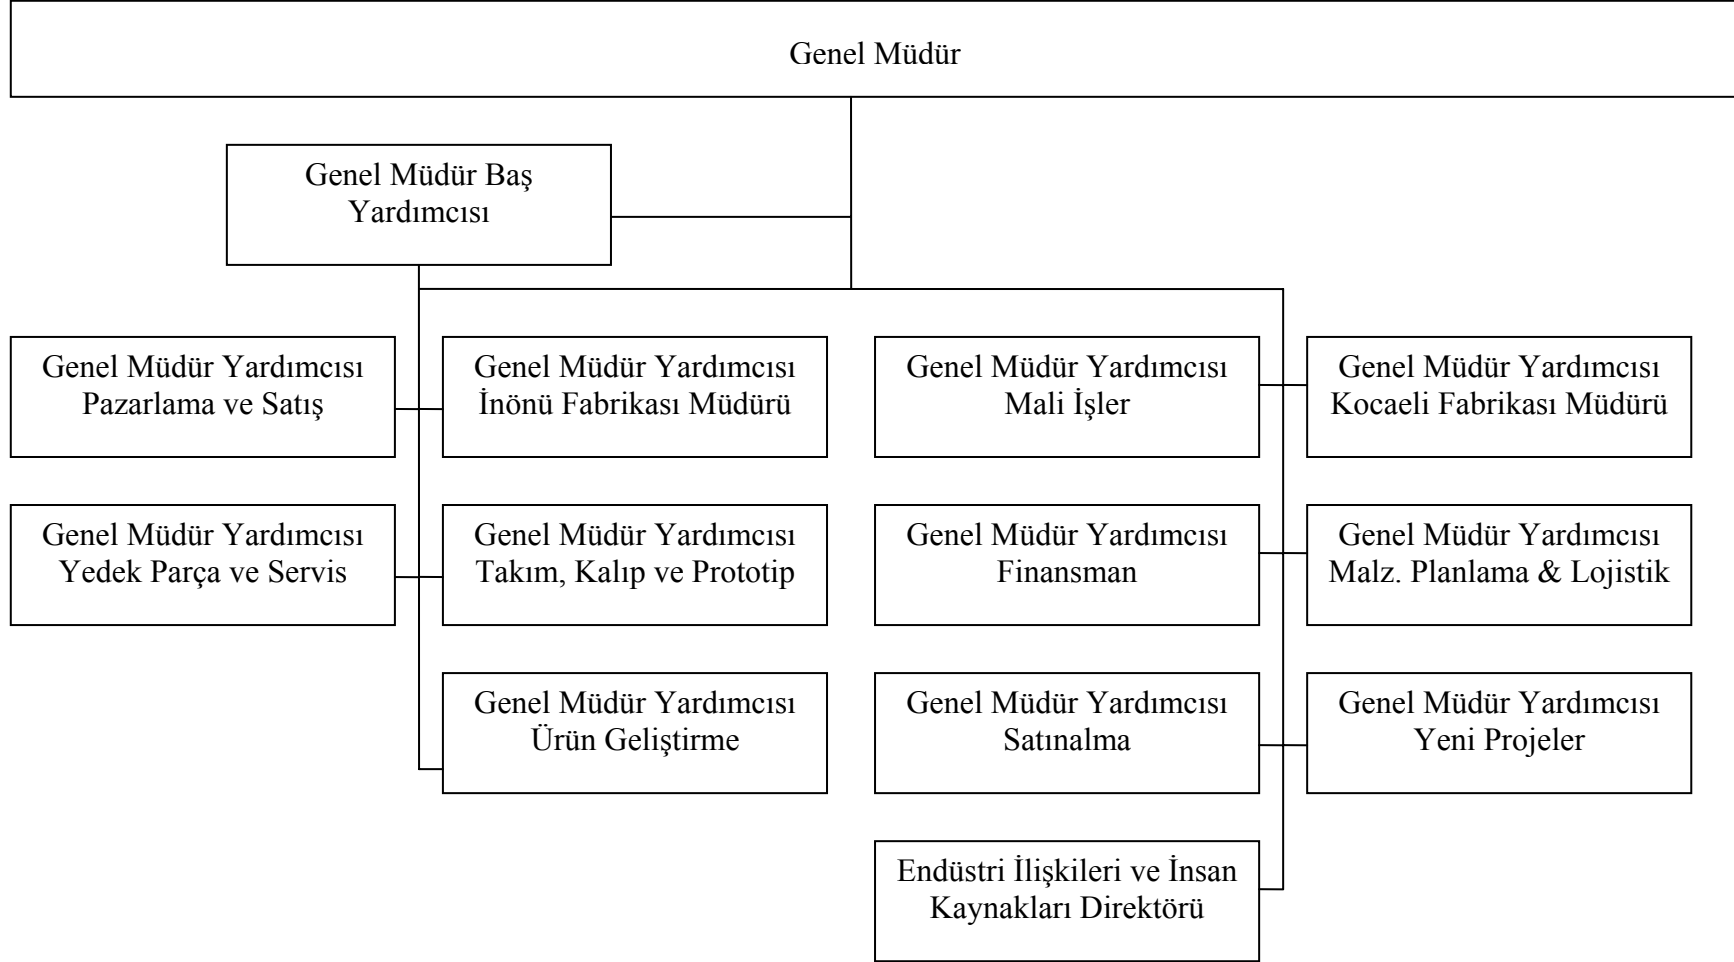 Genel Müdür
Genel Müdür Baş
Yardımcısı
Genel Müdür Yardımcısı
Pazarlama ve Satış
Genel Müdür Yardımcısı
İnönü Fabrikası Müdürü
Genel Müdür Yardımcısı
Mali İşler
Genel Müdür Yardımcısı
Kocaeli Fabrikası Müdürü
Genel Müdür Yardımcısı
Yedek Parça ve Servis
Genel Müdür Yardımcısı
Takım, Kalıp ve Prototip
Genel Müdür Yardımcısı
Finansman
Genel Müdür Yardımcısı
Malz. Planlama & Lojistik
Genel Müdür Yardımcısı
Ürün Geliştirme
Genel Müdür Yardımcısı
Satınalma
Genel Müdür Yardımcısı
Yeni Projeler
Endüstri İlişkileri ve İnsan
Kaynakları Direktörü